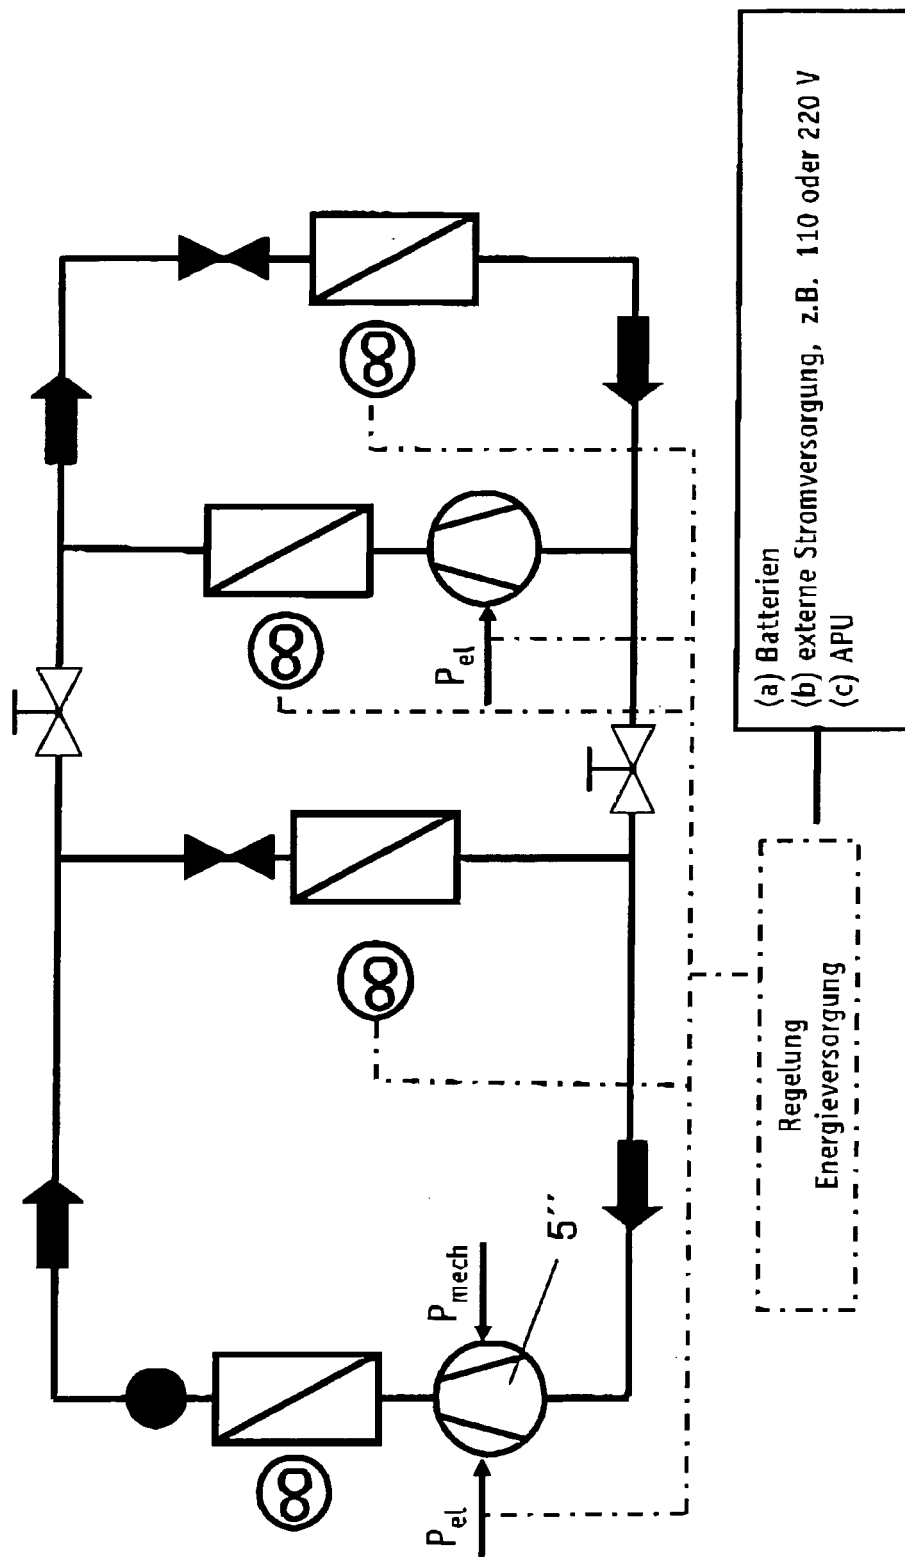 P_el
P_mech
5′′
P_el
Regelung
Energieversorgung
(a) Batterien
(b) externe Stromversorgung, z.B. 110 oder 220 V
(c) APU